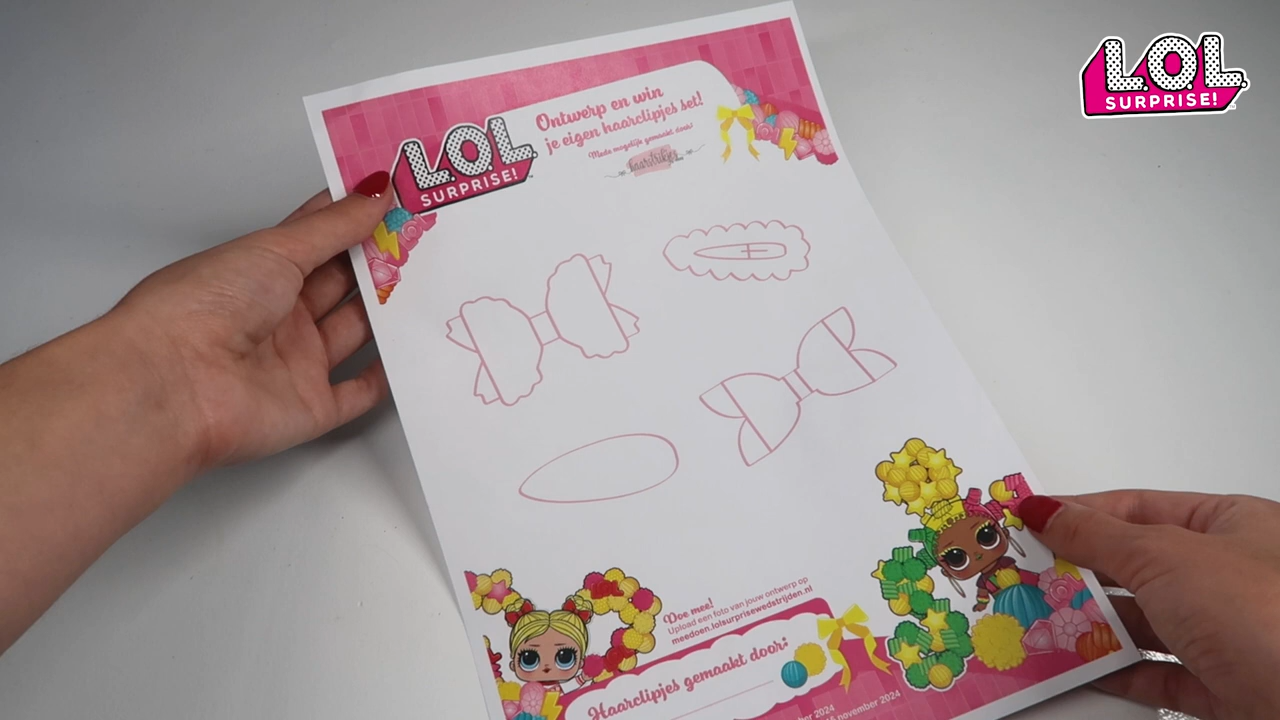 L.O.L.
SURPRISE!
Ontwerp en win
je eigen haarclipjes set!
Mede mogelijk gemaakt door:
L.O.L.
SURPRISE!
Doe mee!
Upload een foto van jouw ontwerp op
meedoen.lolsurprisewedstrijden.nl
Haarclipjes gemaakt door:
2024
november 2024